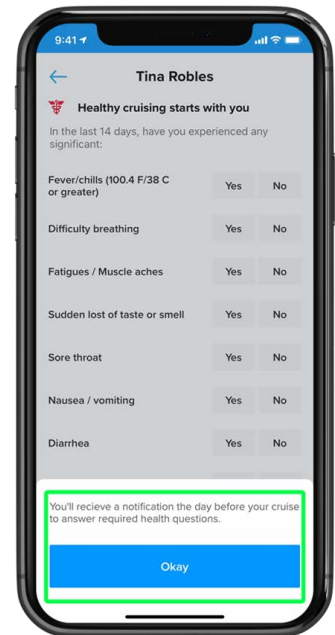 9:41
Tina Robles
Healthy cruising starts with you
In the last 14 days, have you experienced any
significant:
Fever/chills (100.4 F/38 C
or greater)
Yes No
Difficulty breathing
Yes No
Fatigues / Muscle aches
Yes No
Sudden lost of taste or smell
Yes No
Sore throat
Yes No
Nausea / vomiting
Yes No
Diarrhea
Yes No
You'll recieve a notification the day before your cruise
to answer required health questions.
Okay